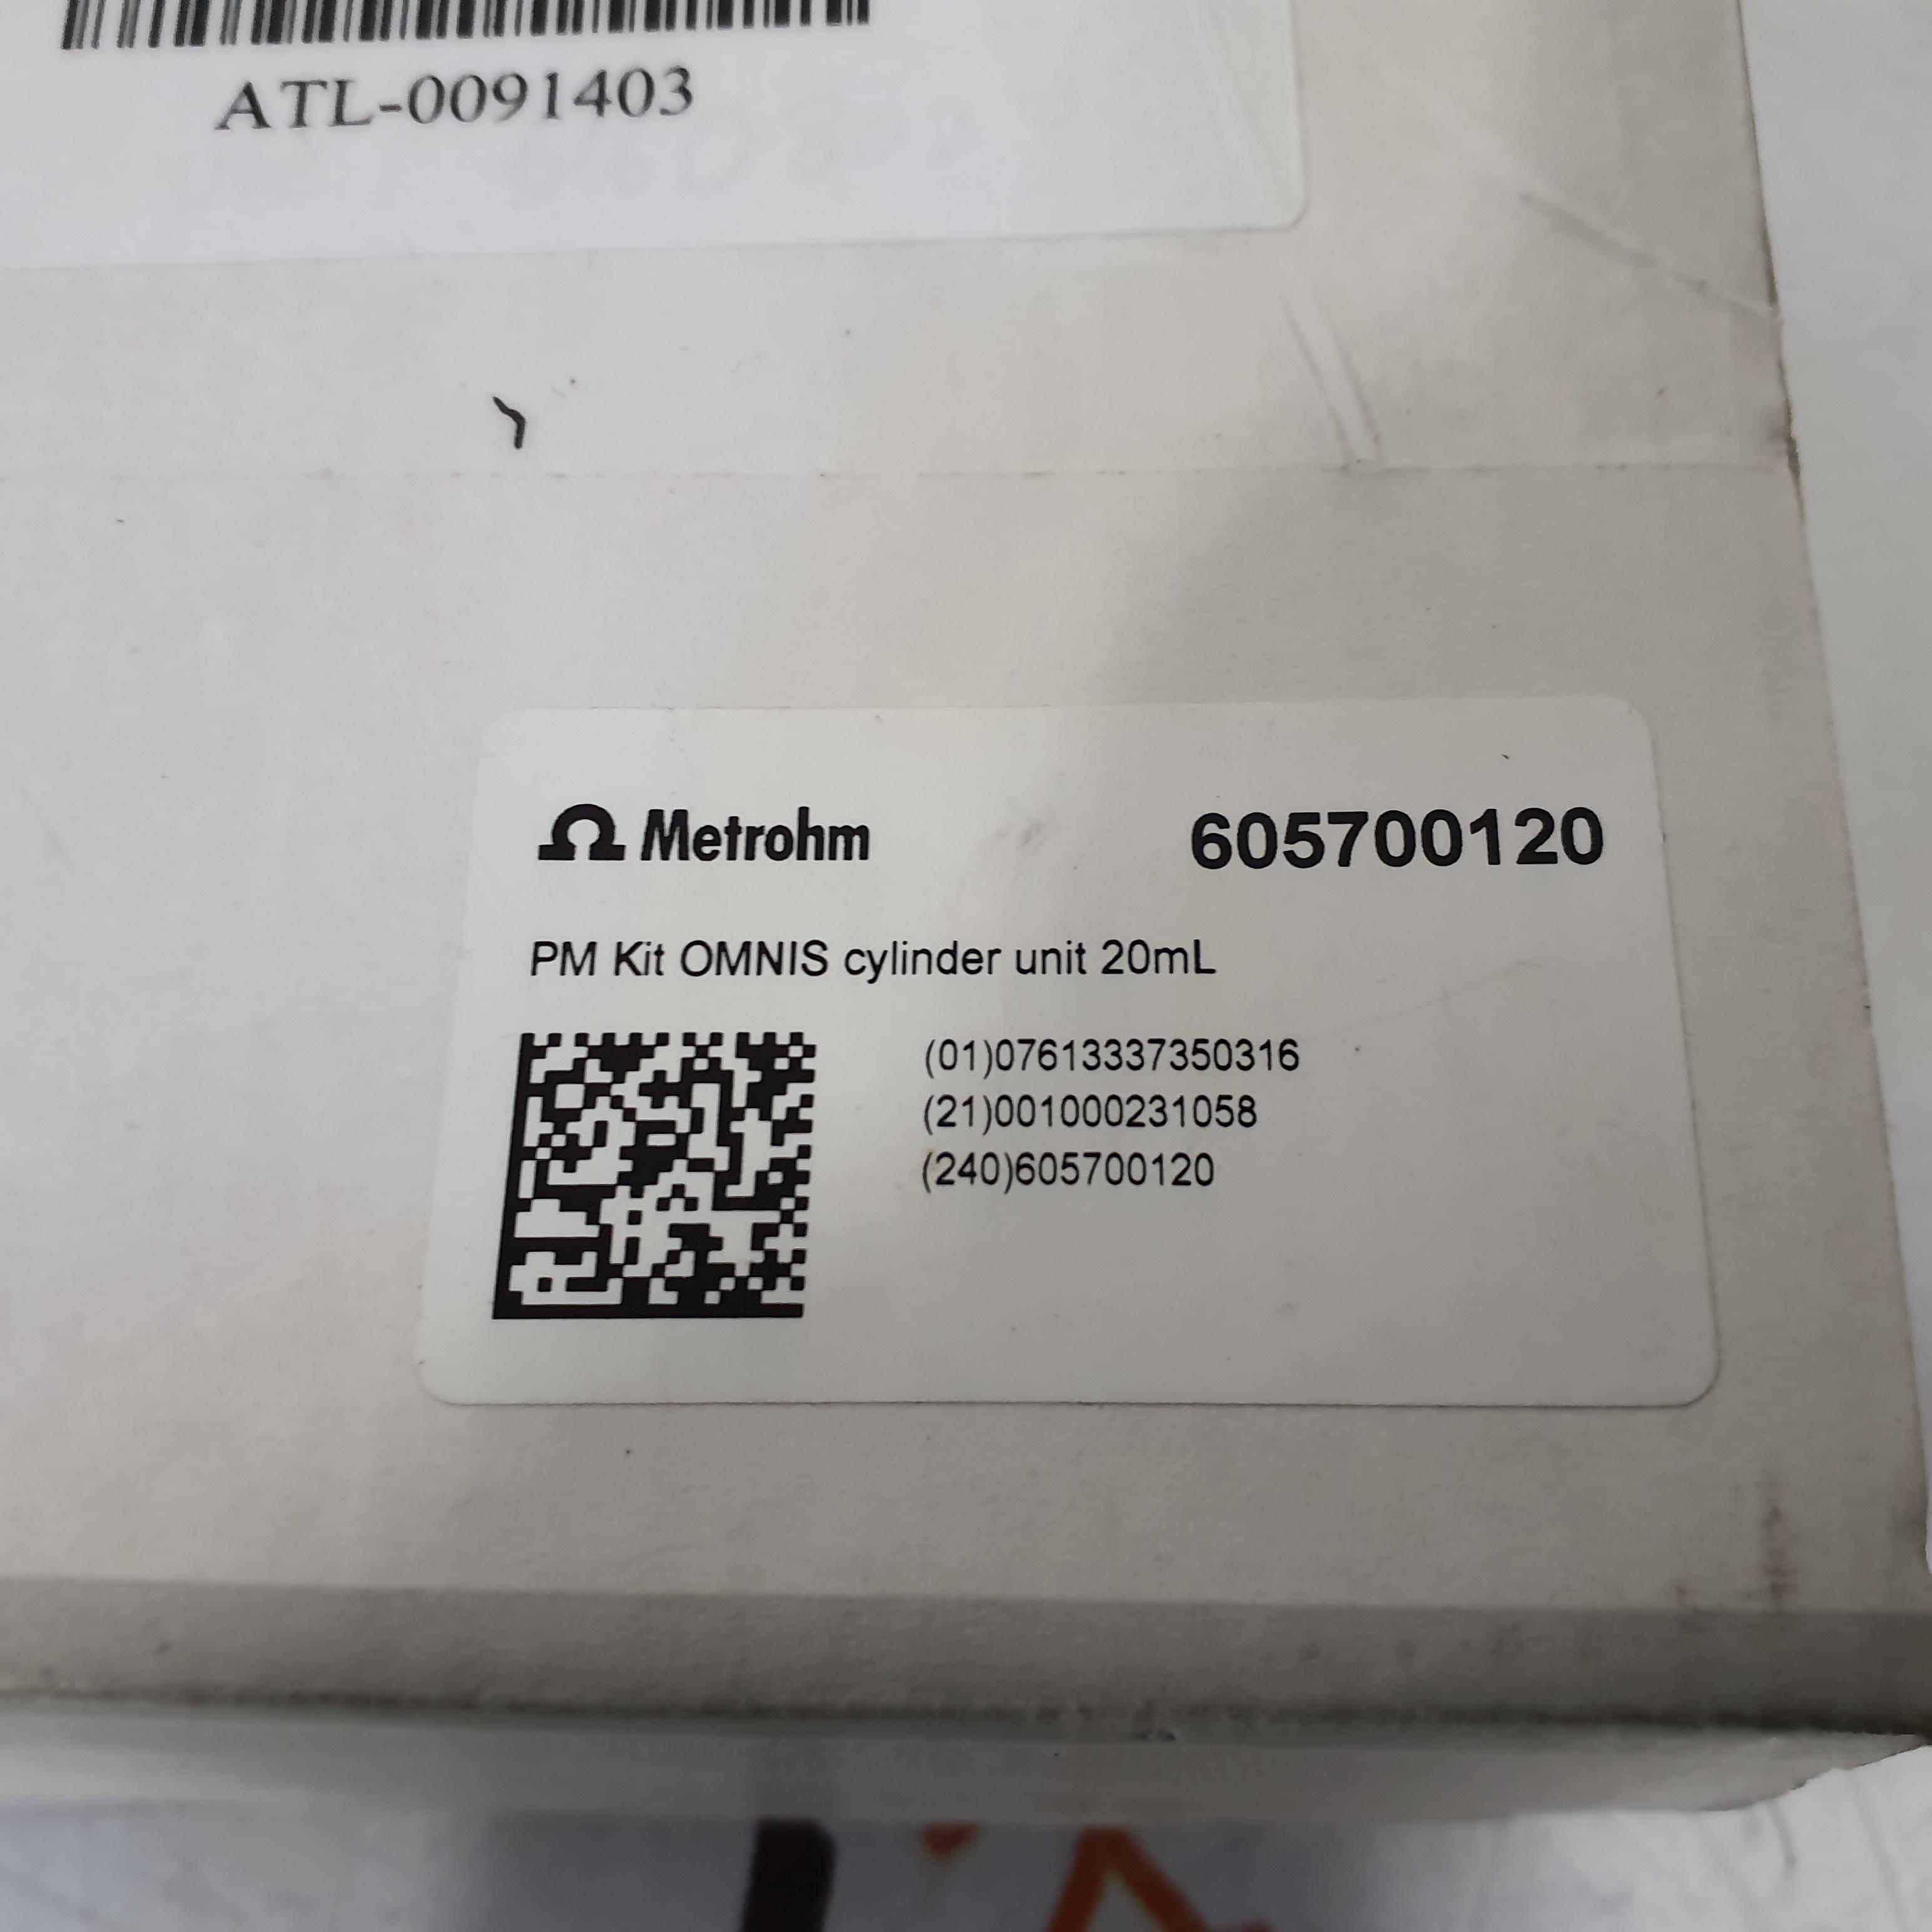 ATL-0091403
Metrohm
605700120
PM Kit OMNIS cylinder unit 20mL
(01)07613337350316
(21)001000231058
(240)605700120